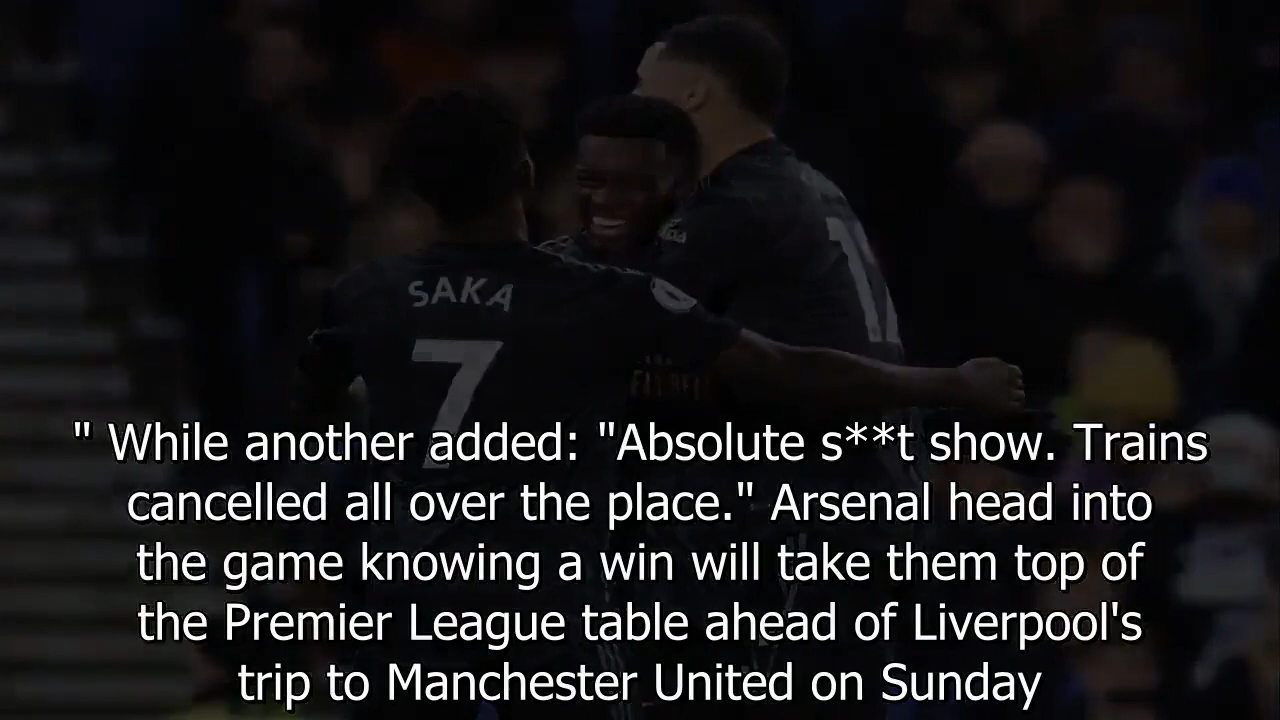 SAKA
7
" While another added: "Absolute s**t show. Trains
cancelled all over the place." Arsenal head into
the game knowing a win will take them top of
the Premier League table ahead of Liverpool's
trip to Manchester United on Sunday